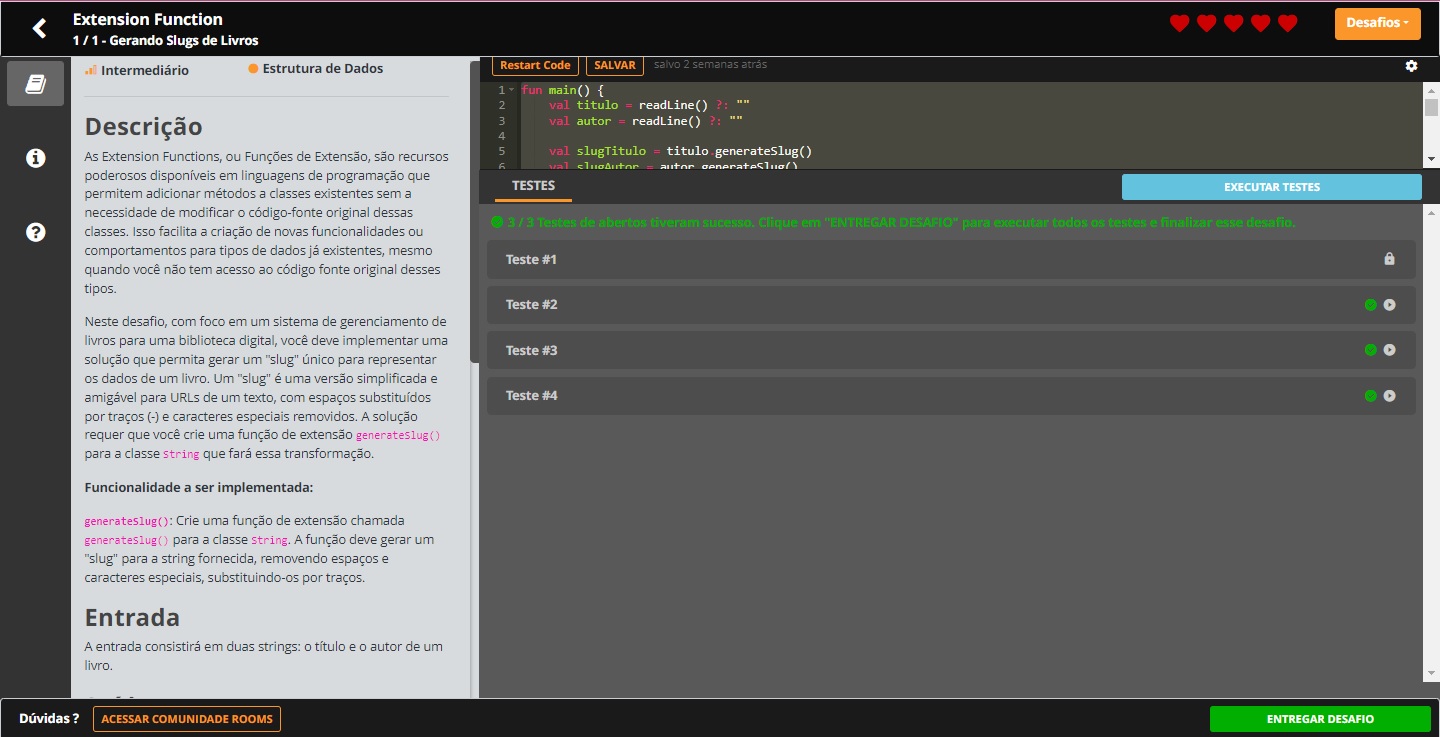 Extension Function
1 / 1 - Gerando Slugs de Livros
Desafios
Intermediário
Estrutura de Dados
Descrição
As Extension Functions, ou Funções de Extensão, são recursos
poderosos disponíveis em linguagens de programação que
permitem adicionar métodos a classes existentes sem a
necessidade de modificar o código-fonte original dessas
classes. Isso facilita a criação de novas funcionalidades ou
comportamentos para tipos de dados já existentes, mesmo
quando você não tem acesso ao código fonte original desses
tipos.
Neste desafio, com foco em um sistema de gerenciamento de
livros para uma biblioteca digital, você deve implementar uma
solução que permita gerar um "slug" único para representar
os dados de um livro. Um "slug" é uma versão simplificada e
amigável para URLs de um texto, com espaços substituídos
por traços (-) e caracteres especiais removidos. A solução
requer que você crie uma função de extensão generateSlug()
para a classe String que fará essa transformação.
Funcionalidade a ser implementada:
generateSlug(): Crie uma função de extensão chamada
generateSlug() para a classe String. A função deve gerar um
"slug" para a string fornecida, removendo espaços e
caracteres especiais, substituindo-os por traços.
Entrada
A entrada consistirá em duas strings: o título e o autor de um
livro.
Restart Code
SALVAR
salvo 2 semanas atrás
1 fun main() {
2 val titulo = readLine() ?: ""
3 val autor = readLine() ?: ""
4
5 val slugTitulo = titulo.generateSlug()
6 val slugAutor = autor.generateSlug()
TESTES
EXECUTAR TESTES
3 / 3 Testes de abertos tiveram sucesso. Clique em "ENTREGAR DESAFIO" para executar todos os testes e finalizar esse desafio.
Teste #1
Teste #2
Teste #3
Teste #4
Dúvidas ?
ACESSAR COMUNIDADE ROOMS
ENTREGAR DESAFIO